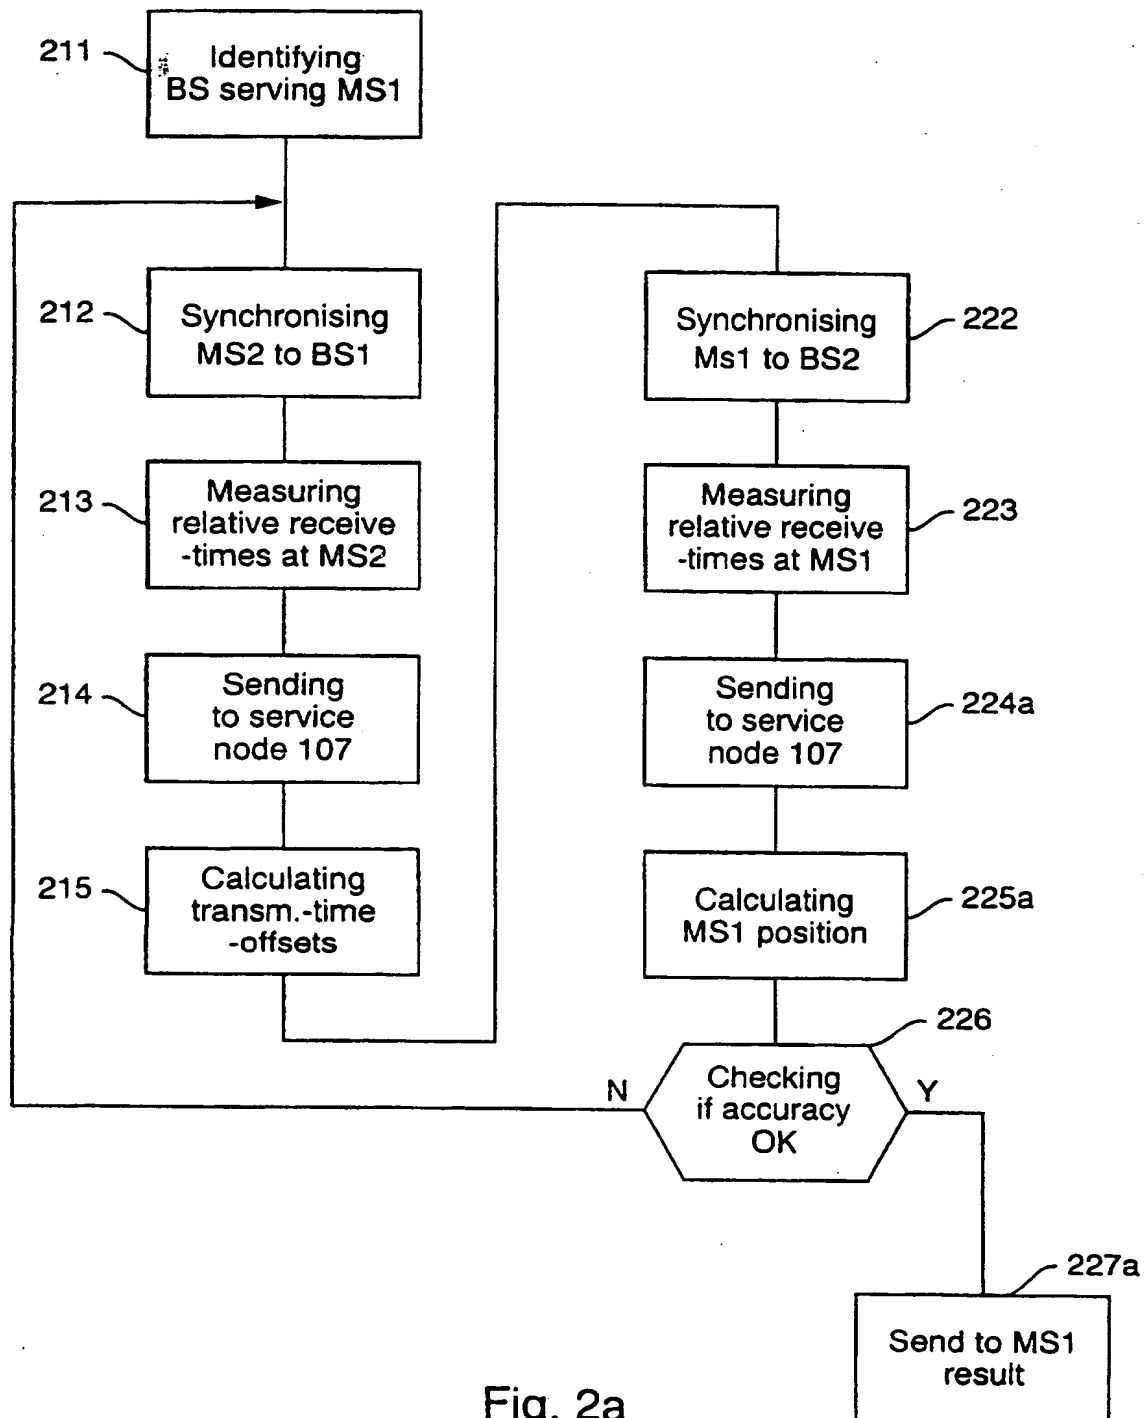 211
Identifying
BS serving MS1
212
Synchronising
MS2 to BS1
213
Measuring
relative receive
-times at MS2
214
Sending
to service
node 107
215
Calculating
transm.-time
-offsets
Synchronising
Ms1 to BS2
222
Measuring
relative receive
-times at MS1
223
Sending
to service
node 107
224a
Calculating
MS1 position
225a
226
N
Checking
if accuracy
OK
Y
227a
Send to MS1
result
Fig. 2a